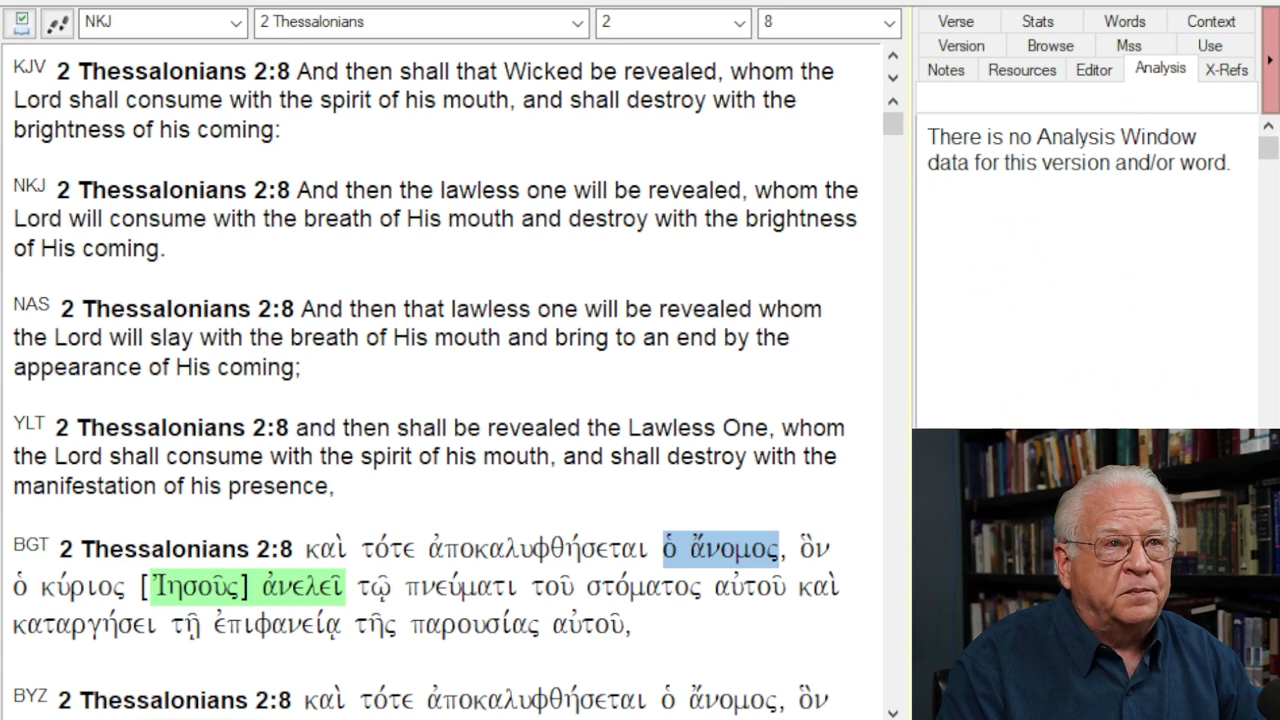 NKJ 2 Thessalonians 2 8
KJV 2 Thessalonians 2:8 And then shall that Wicked be revealed, whom the
Lord shall consume with the spirit of his mouth, and shall destroy with the
brightness of his coming:
NKJ 2 Thessalonians 2:8 And then the lawless one will be revealed, whom the
Lord will consume with the breath of His mouth and destroy with the brightness
of His coming.
NAS 2 Thessalonians 2:8 And then that lawless one will be revealed whom
the Lord will slay with the breath of His mouth and bring to an end by the
appearance of His coming;
YLT 2 Thessalonians 2:8 and then shall be revealed the Lawless One, whom
the Lord shall consume with the spirit of his mouth, and shall destroy with the
manifestation of his presence,
BGT 2 Thessalonians 2:8 καὶ τότε ἀποκαλυφθήσεται ὁ ἄνομος, ὃν
ὁ κύριος [Ἰησοῦς] ἀνελεῖ τῷ πνεύματι τοῦ στόματος αὐτοῦ καὶ
καταργήσει τῇ ἐπιφανείᾳ τῆς παρουσίας αὐτοῦ,
BYZ 2 Thessalonians 2:8 καὶ τότε ἀποκαλυφθήσεται ὁ ἄνομος, ὃν
Verse Stats Words Context
Version Browse Mss Use
Notes Resources Editor Analysis X-Refs
There is no Analysis Window
data for this version and/or word.